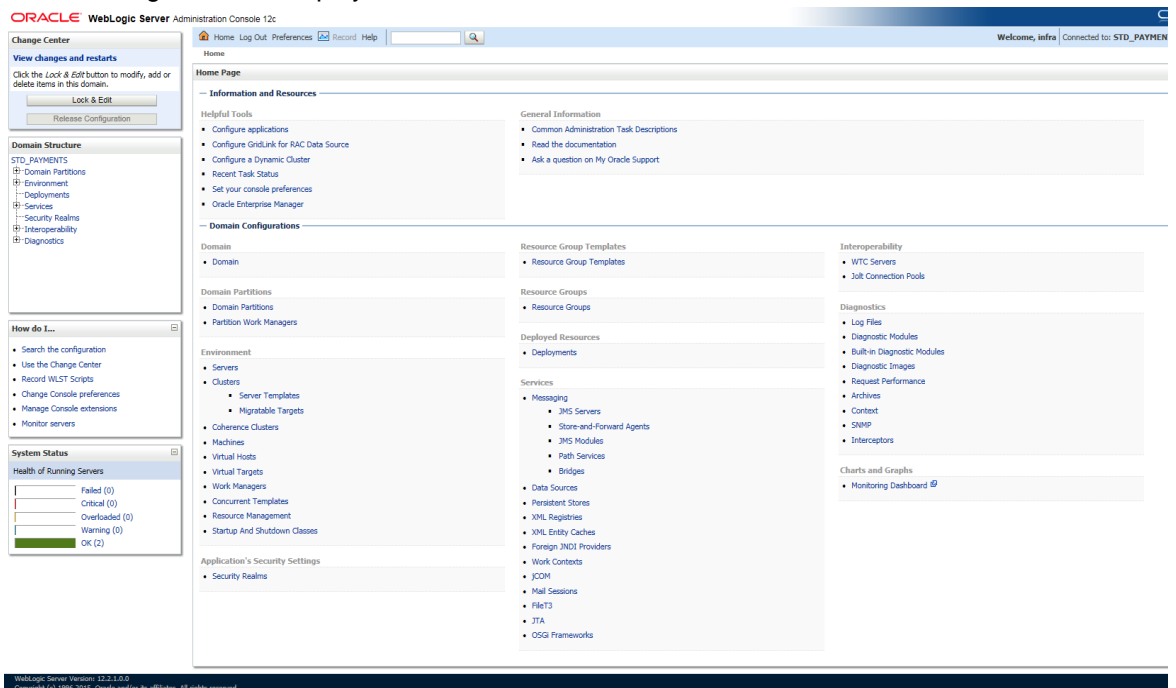 ORACLE WebLogic Server Administration Console 12c
Change Center
View changes and restarts
Click the Lock & Edit button to modify, add or
delete items in this domain.
Lock & Edit
Release Configuration
Domain Structure
STD_PAYMENTS
Domain Partitions
Environment
Deployments
Services
Security Realms
Interoperability
Diagnostics
How do I...
Search the configuration
Use the Change Center
Record WLST Scripts
Change Console preferences
Manage Console extensions
Monitor servers
System Status
Health of Running Servers
Failed (0)
Critical (0)
Overloaded (0)
Warning (0)
OK (2)
Home Log Out Preferences Record Help
Welcome, infra Connected to: STD_PAYMEN
Home
Home Page
Information and Resources
Helpful Tools
Configure applications
Configure GridLink for RAC Data Source
Configure a Dynamic Cluster
Recent Task Status
Set your console preferences
Oracle Enterprise Manager
General Information
Common Administration Task Descriptions
Read the documentation
Ask a question on My Oracle Support
Domain Configurations
Domain
Domain
Domain Partitions
Domain Partitions
Partition Work Managers
Environment
Servers
Clusters
Server Templates
Migratable Targets
Coherence Clusters
Machines
Virtual Hosts
Virtual Targets
Work Managers
Concurrent Templates
Resource Management
Startup And Shutdown Classes
Application's Security Settings
Security Realms
Resource Group Templates
Resource Group Templates
Resource Groups
Resource Groups
Deployed Resources
Deployments
Services
Messaging
JMS Servers
Store-and-Forward Agents
JMS Modules
Path Services
Bridges
Data Sources
Persistent Stores
XML Registries
XML Entity Caches
Foreign JNDI Providers
Work Contexts
jCOM
Mail Sessions
FileT3
JTA
OSGi Frameworks
Interoperability
WTC Servers
Jolt Connection Pools
Diagnostics
Log Files
Diagnostic Modules
Built-in Diagnostic Modules
Diagnostic Images
Request Performance
Archives
Context
SNMP
Interceptors
Charts and Graphs
Monitoring Dashboard
WebLogic Server Version: 12.2.1.0.0
Copyright (c) 1996,2015, Oracle and/or its affiliates. All rights reserved.